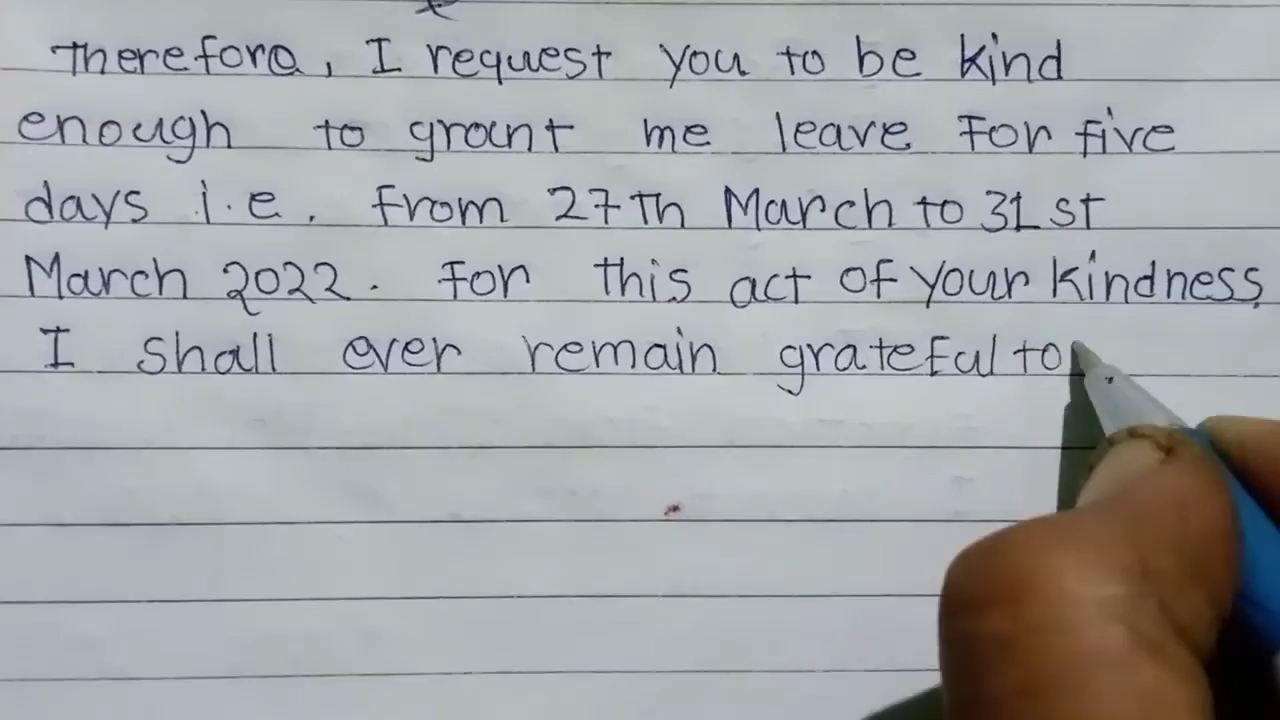 Therefore, I request you to be kind
enough to grant me leave For five
days i.e. from 27th March to 31st
March 2022. For this act of your kindness,
I shall ever remain grateful to